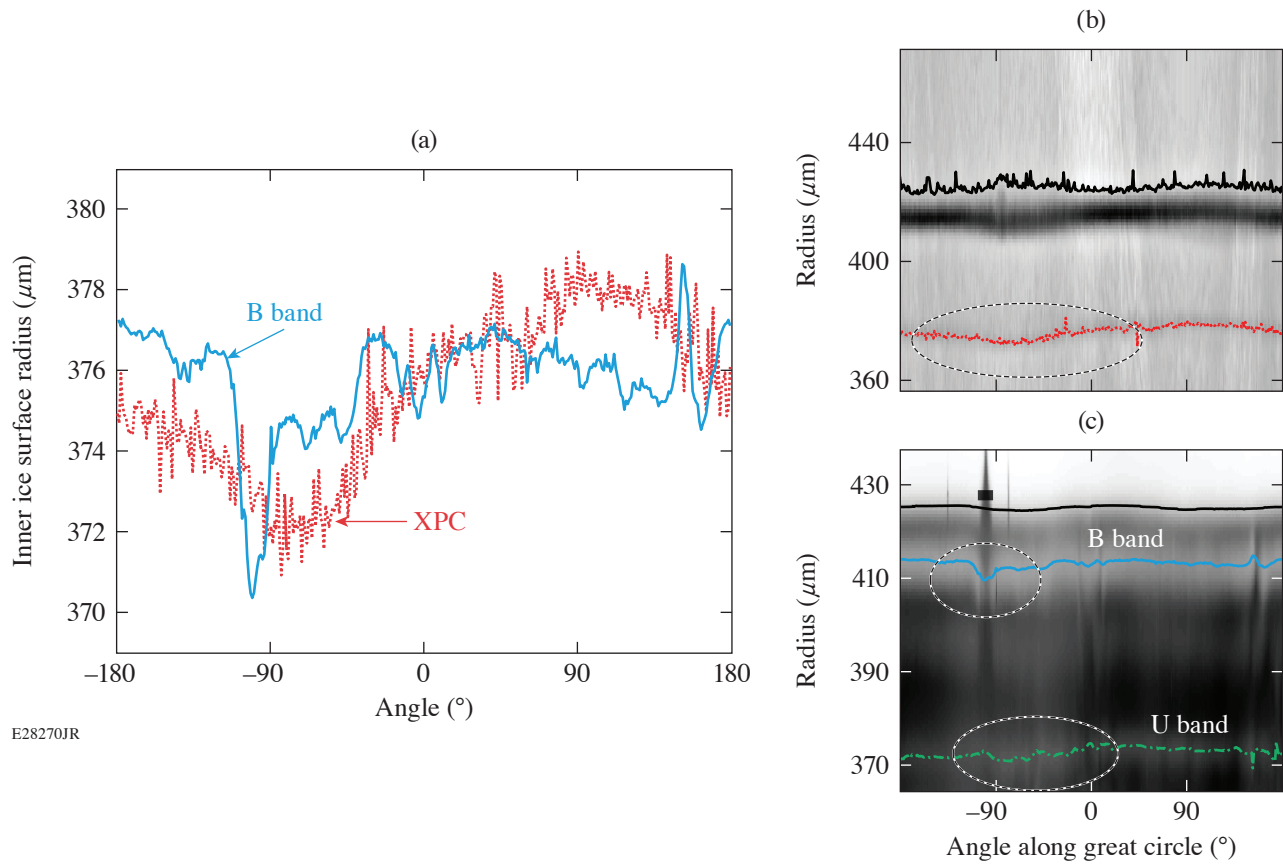 (a)
Inner ice surface radius (μm)
380
378
376
374
372
370
B band
XPC
–180
–90
0
90
180
Angle (°)
E28270JR
(b)
Radius (μm)
440
400
360
(c)
Radius (μm)
430
410
390
370
B band
U band
–90
0
90
Angle along great circle (°)